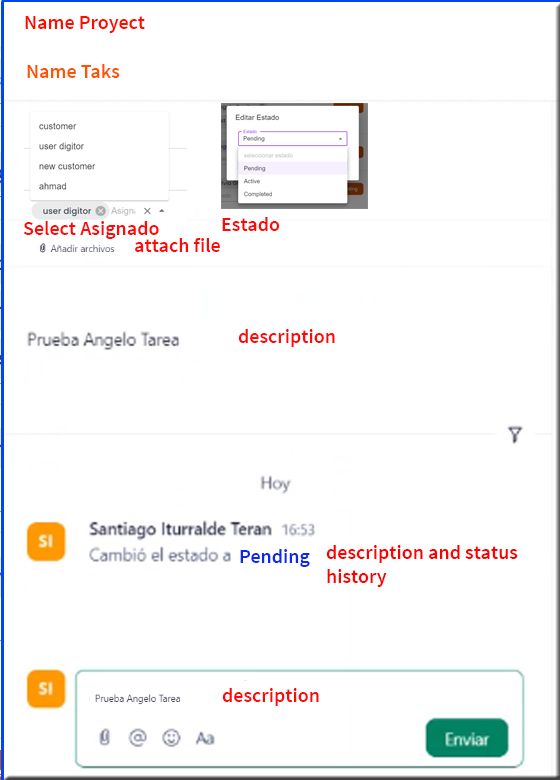 Name Proyect
Name Taks
customer
user digitor
new customer
ahmad
user digitor Asign
Select Asignado
Añadir archivos
attach file
Editar Estado
Estado
Pending
seleccionar estado
Pending
Active
Completed
Estado
Prueba Angelo Tarea
description
Hoy
SI
Santiago Iturralde Teran 16:53
Cambió el estado a Pending
description and status
history
SI
Prueba Angelo Tarea
description
Aa
Enviar